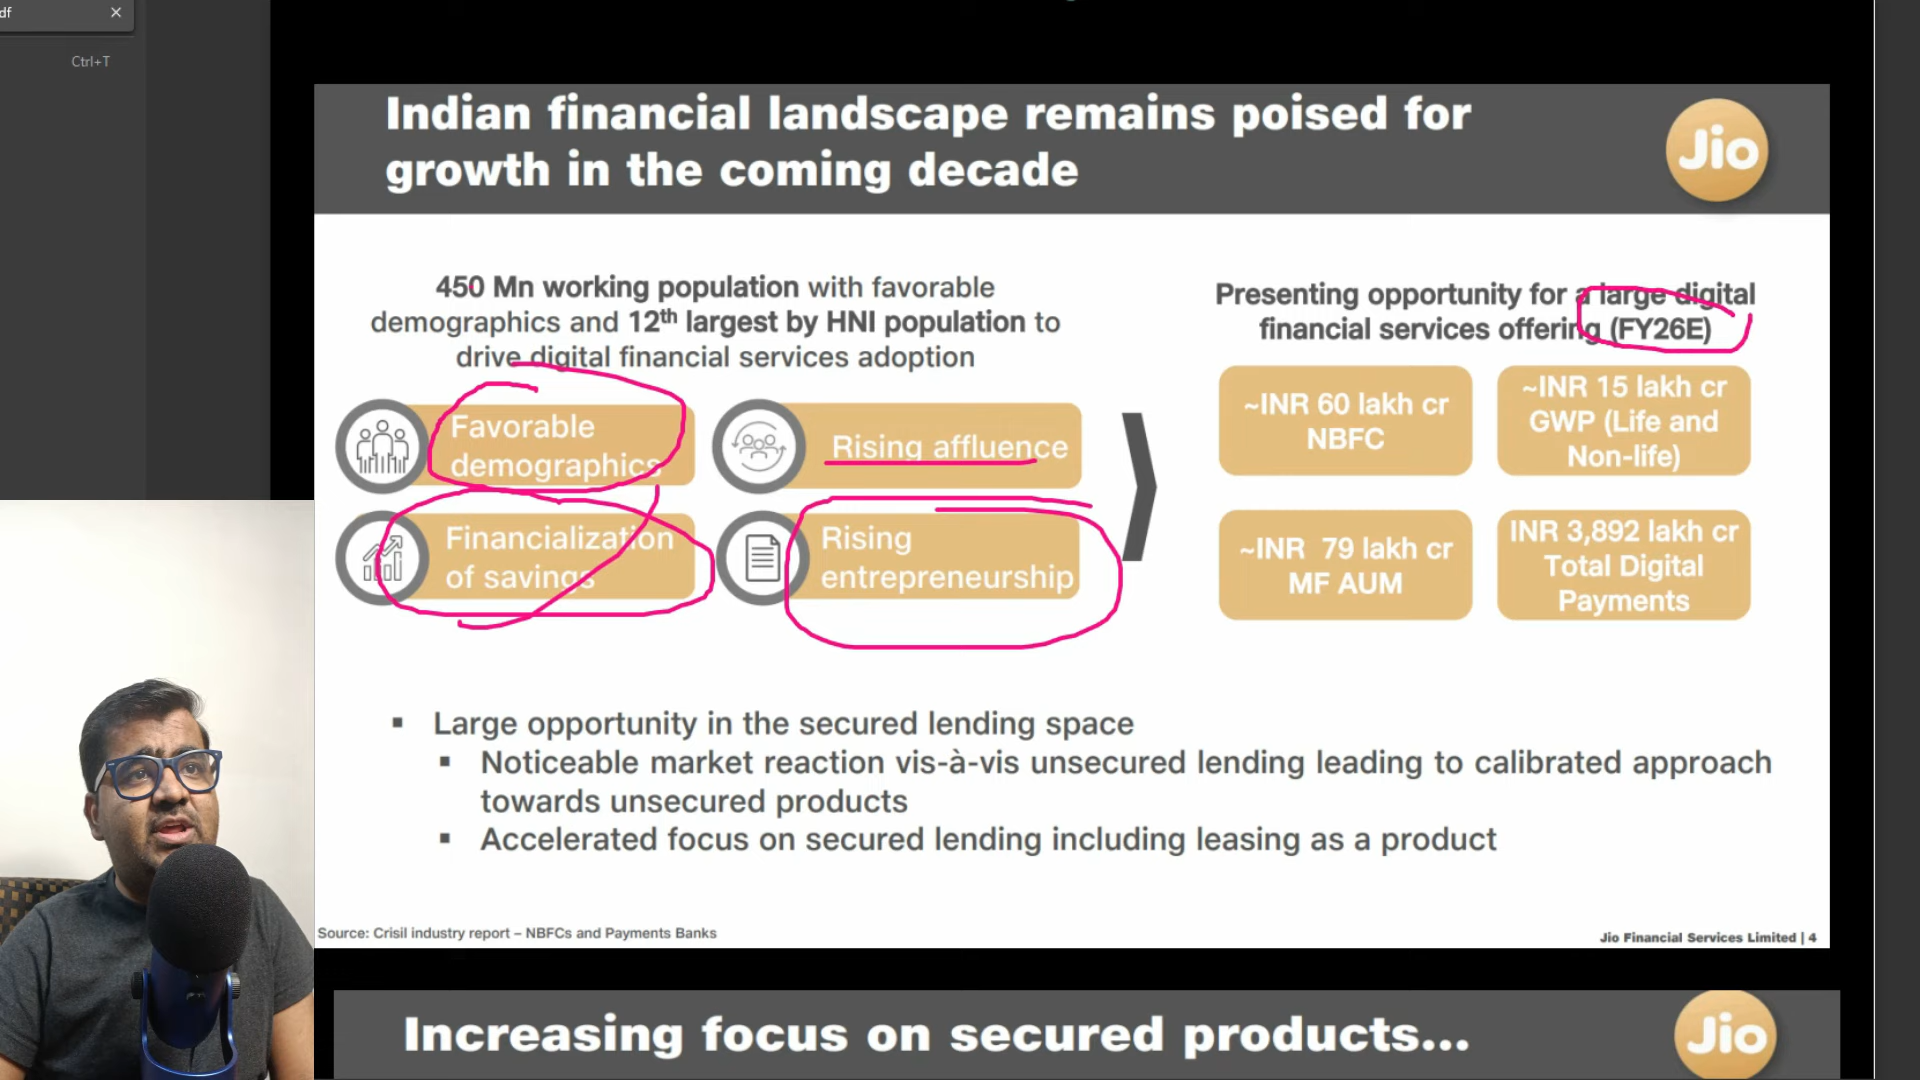 df
Ctrl+T
Indian financial landscape remains poised for
growth in the coming decade
Jio
450 Mn working population with favorable
demographics and 12th largest by HNI population to
drive digital financial services adoption
Favorable
demographics
Rising affluence
Financialization
of savings
Rising
entrepreneurship
Presenting opportunity for a large digital
financial services offering (FY26E)
~INR 60 lakh cr
NBFC
~INR 15 lakh cr
GWP (Life and
Non-life)
~INR 79 lakh cr
MF AUM
INR 3,892 lakh cr
Total Digital
Payments
▪ Large opportunity in the secured lending space
▪ Noticeable market reaction vis-à-vis unsecured lending leading to calibrated approach
towards unsecured products
▪ Accelerated focus on secured lending including leasing as a product
Source: Crisil industry report – NBFCs and Payments Banks
Jio Financial Services Limited | 4
Increasing focus on secured products...
Jio